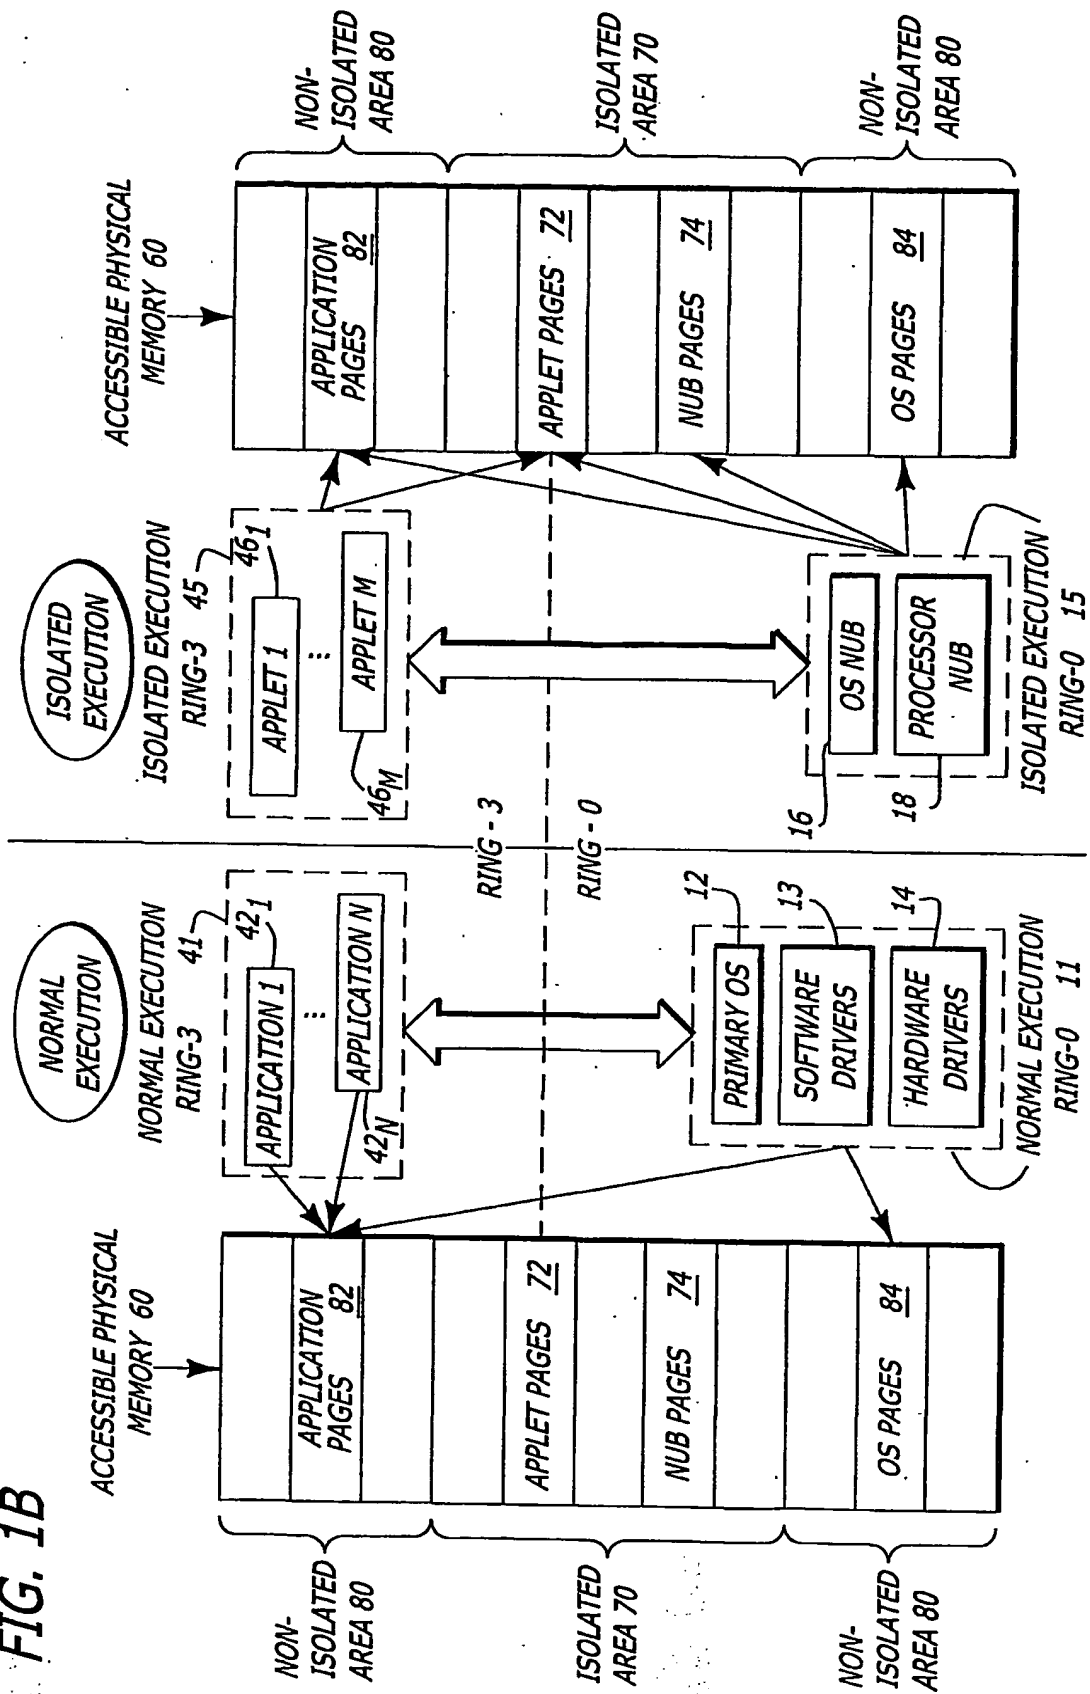 FIG. 1B
NORMAL
EXECUTION
ISOLATED
EXECUTION
ACCESSIBLE PHYSICAL
MEMORY 60
NORMAL EXECUTION
RING-3 41
ISOLATED EXECUTION
RING-3 45
ACCESSIBLE PHYSICAL
MEMORY 60
NON-
ISOLATED
AREA 80
APPLICATION
PAGES 82
APPLICATION 1
421
...
APPLICATION N
42N
APPLET 1
461
...
APPLET M
46M
APPLICATION
PAGES 82
NON-
ISOLATED
AREA 80
ISOLATED
AREA 70
APPLET PAGES 72
NUB PAGES 74
RING - 3
RING - 0
APPLET PAGES 72
NUB PAGES 74
ISOLATED
AREA 70
NON-
ISOLATED
AREA 80
OS PAGES 84
PRIMARY OS
12
SOFTWARE
DRIVERS
13
HARDWARE
DRIVERS
14
NORMAL EXECUTION
RING-0 11
16
OS NUB
18
PROCESSOR
NUB
ISOLATED EXECUTION
RING-0 15
OS PAGES 84
NON-
ISOLATED
AREA 80